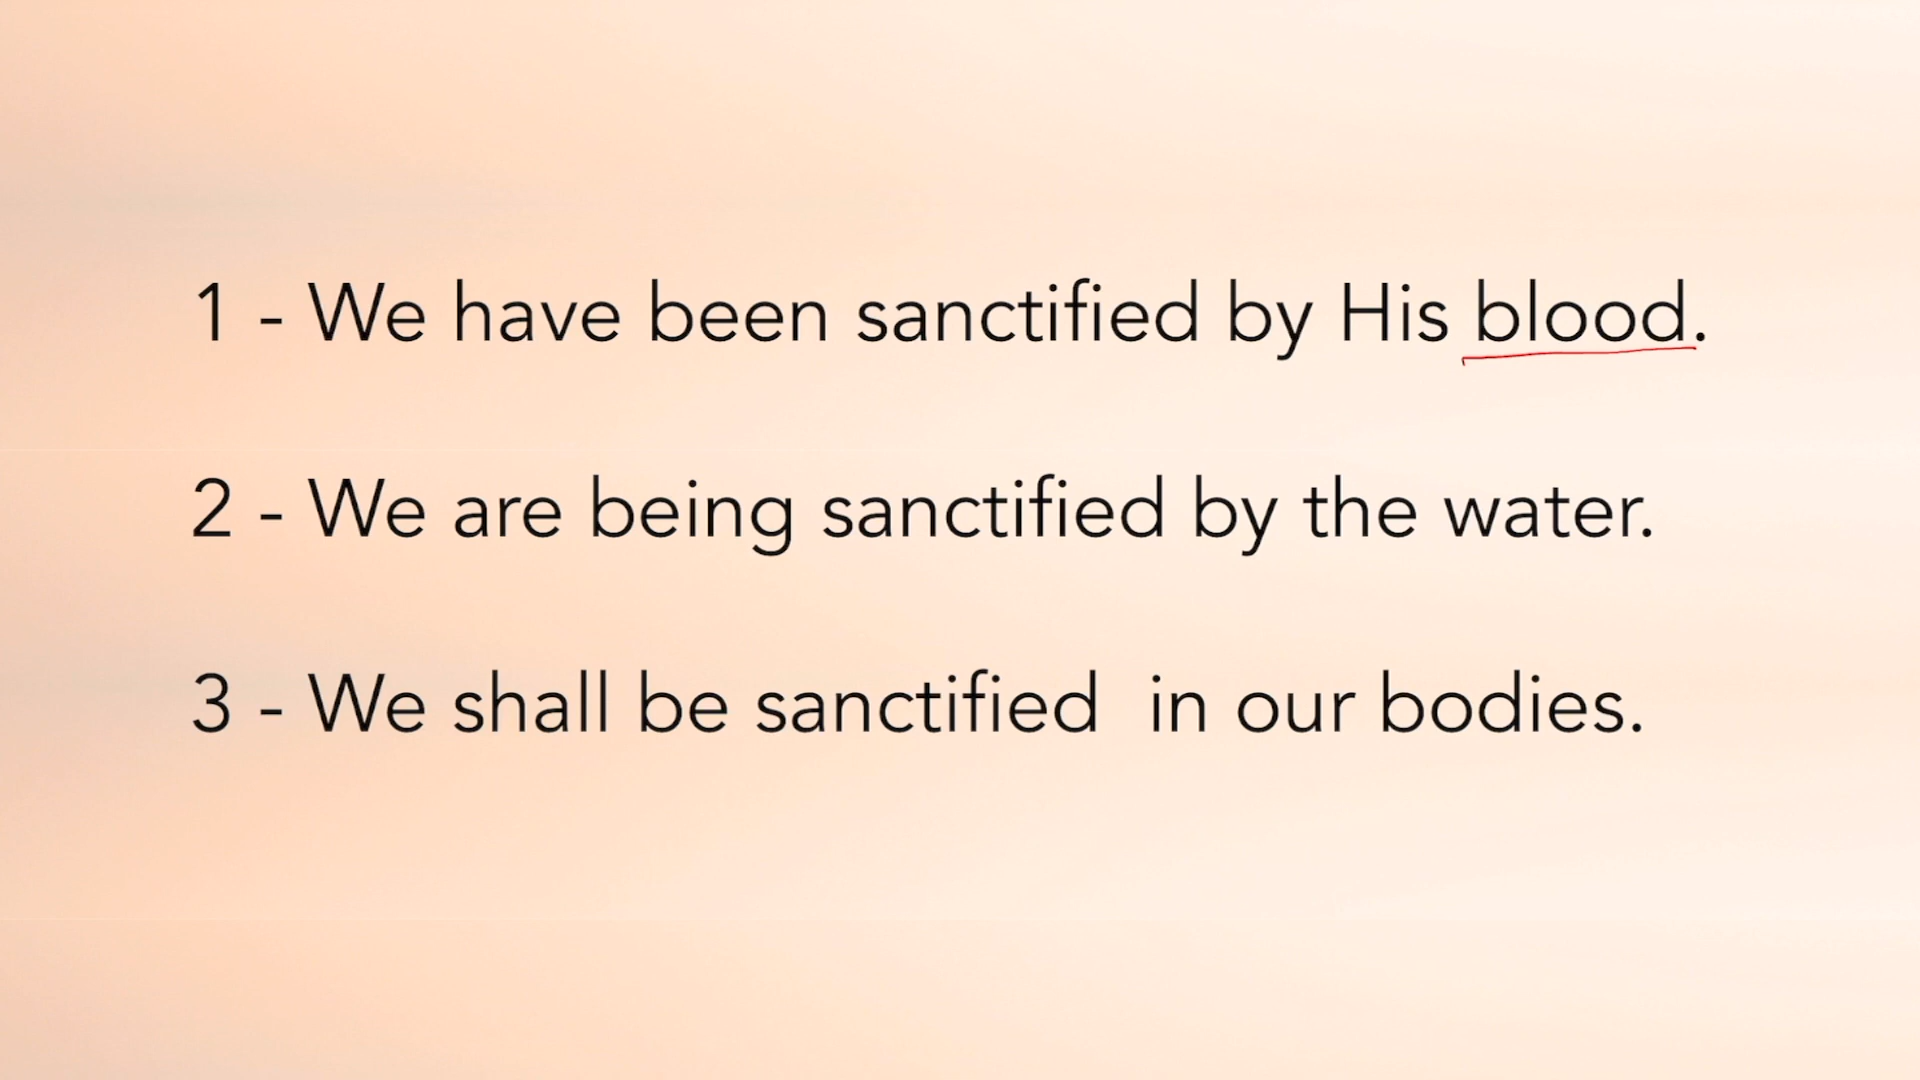 1 - We have been sanctified by His blood.
2 - We are being sanctified by the water.
3 - We shall be sanctified  in our bodies.